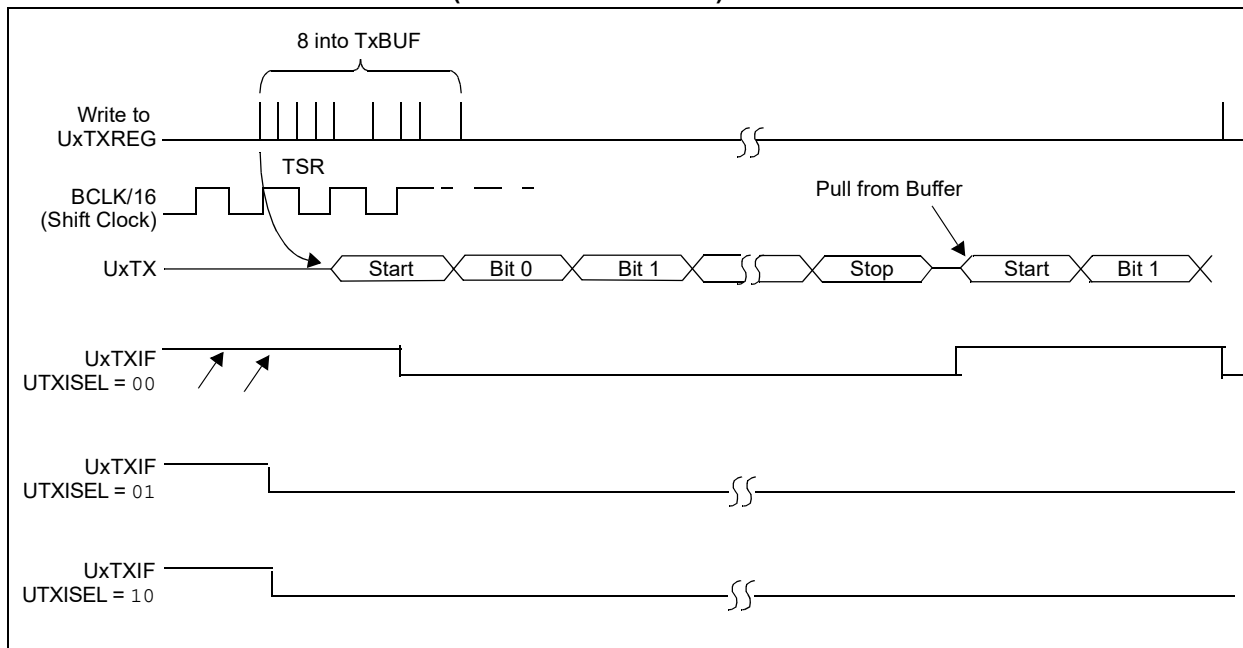 8 into TxBUF
Write to
UxTXREG
TSR
BCLK/16
(Shift Clock)
Pull from Buffer
UxTX
Start
Bit 0
Bit 1
Stop
Start
Bit 1
UxTXIF
UTXISEL = 00
UxTXIF
UTXISEL = 01
UxTXIF
UTXISEL = 10